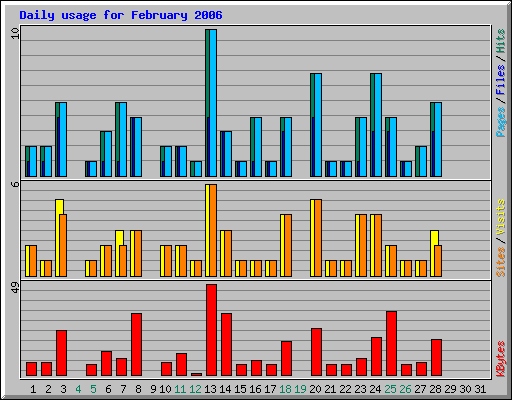 Daily usage for February 2006
10
Pages / Files / Hits
6
Sites / Visits
49
KBytes
1 2 3 4 5 6 7 8 9 10 11 12 13 14 15 16 17 18 19 20 21 22 23 24 25 26 27 28 29 30 31